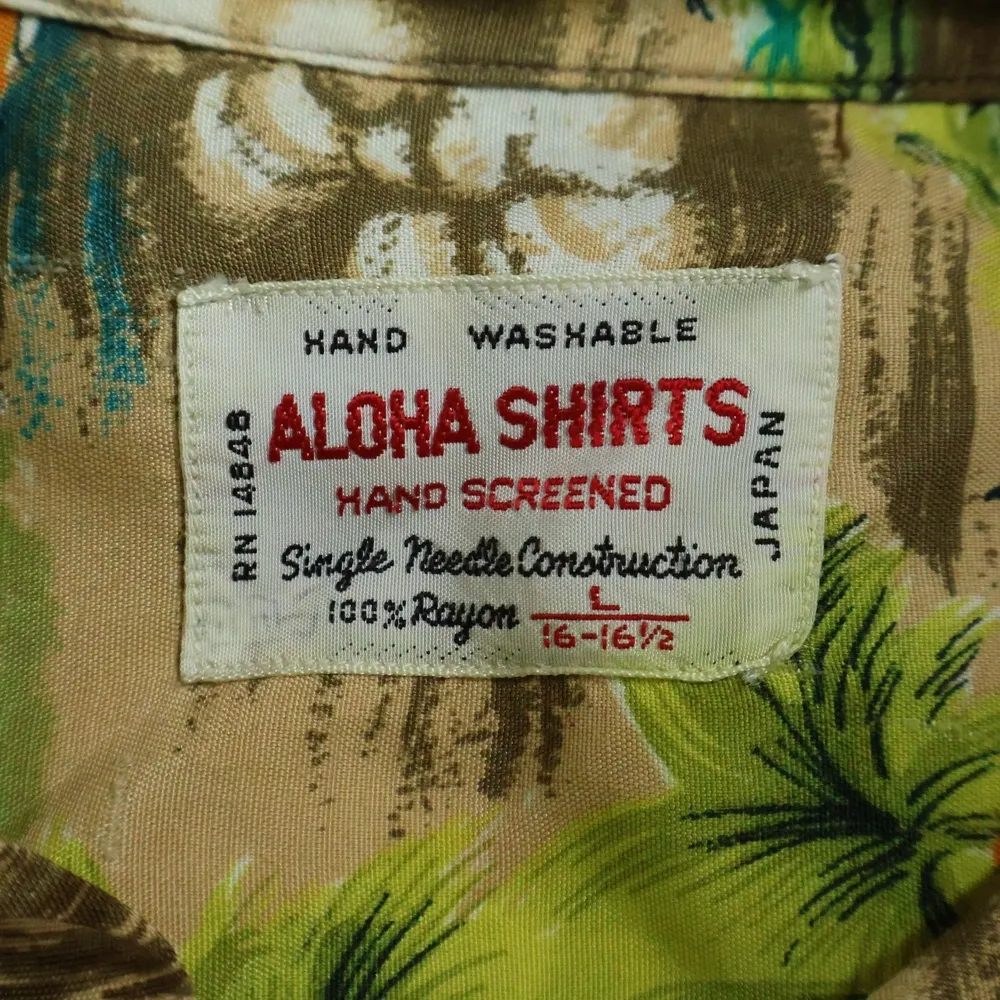 HAND WASHABLE
ALOHA SHIRTS
HAND SCREENED
Single Needle Construction
100% Rayon L
16-16½
RN 14848
JAPAN